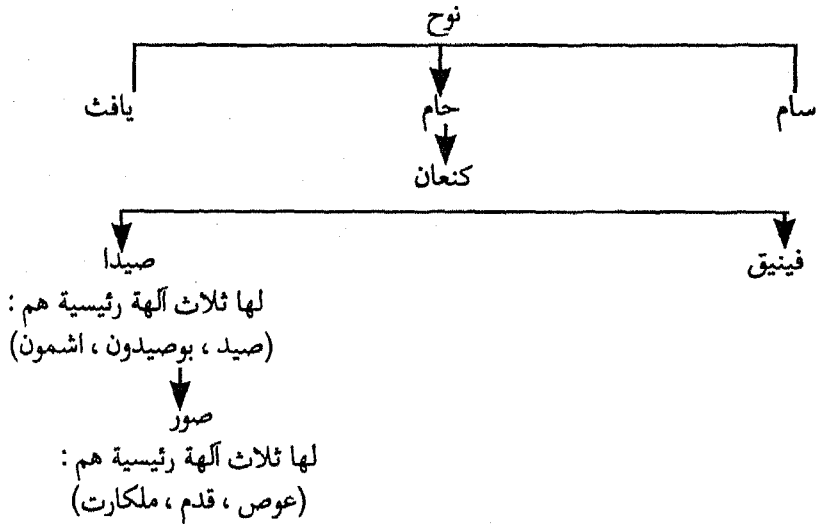 نوح
سام
حام
يافث
كنعان
فينيق
صيدا
لها ثلاث آلهة رئيسية هم :
(صيد ، بوصيدون ، اشمون)
صور
لها ثلاث آلهة رئيسية هم :
(عوص ، قدم ، ملكارت)